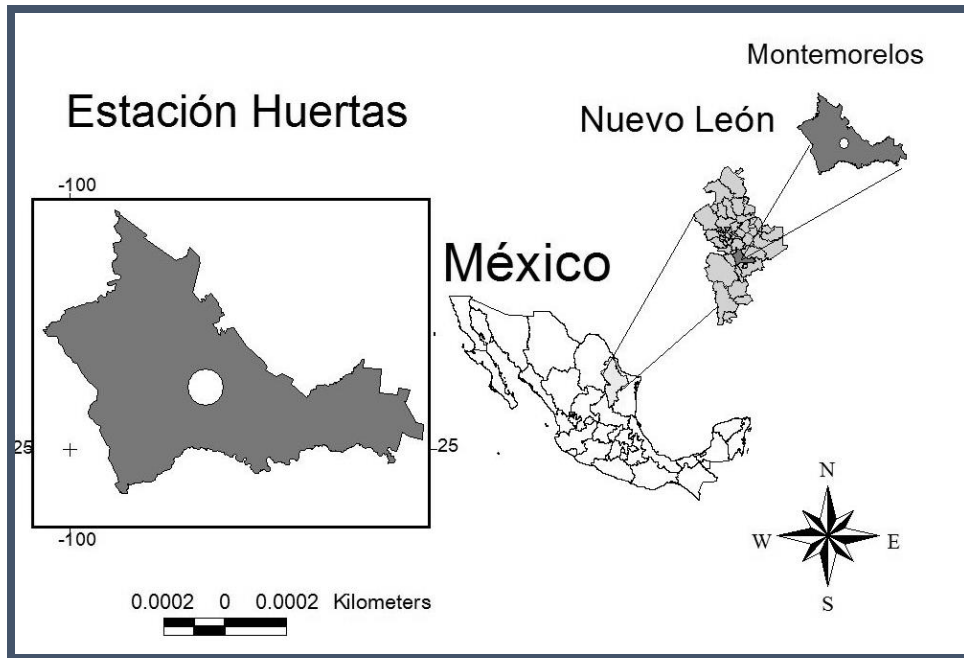 Montemorelos
Estación Huertas
Nuevo León
-100
México
25
-25
-100
N
W E
S
0.0002 0 0.0002 Kilometers